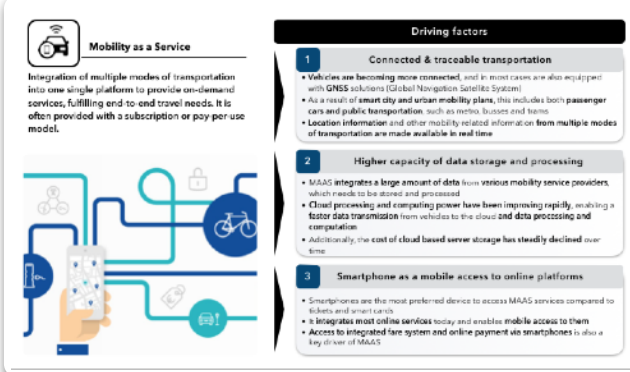 Mobility as a Service
Integration of multiple modes of transportation
into one single platform to provide on-demand
services, fulfilling end-to-end travel needs. It is
often provided with a subscription or pay-per-use
model.
Driving factors
1 Connected & traceable transportation
• Vehicles are becoming more connected, and in most cases are also equipped
with GNSS solutions (Global Navigation Satellite System)
• As a result of smart city and urban mobility plans, this includes both passenger
cars and public transportation, such as metro, busses and trams
• Location information and other mobility-related information from multiple modes
of transportation are made available in real time
2 Higher capacity of data storage and processing
• MAAS integrates a large amount of data from various mobility service providers,
which needs to be stored and processed
• Cloud processing and computing power have been improving rapidly, enabling a
faster data transmission from vehicles to the cloud and data processing and
computation
• Additionally, the cost of cloud based server storage has steadily declined over
time
3 Smartphone as a mobile access to online platforms
• Smartphones are the most preferred device to access MAAS services compared to
tickets and smart cards
• It integrates most online services today and enables mobile access to them
• Access to integrated fare system and online payment via smartphones is also a
key driver of MAAS